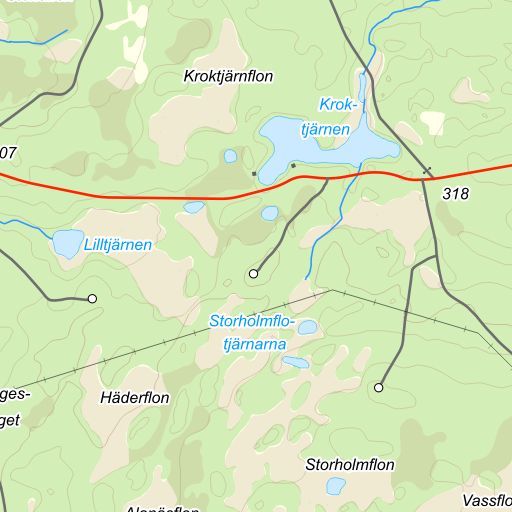 Kroktjärnflon
Krok-
tjärnen
07
318
Lilltjärnen
Storholmflo-
tjärnarna
ges-
get
Häderflon
Storholmflon
Vassflo